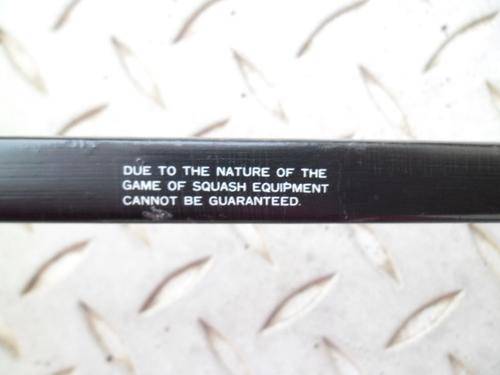 DUE TO THE NATURE OF THE
GAME OF SQUASH EQUIPMENT
CANNOT BE GUARANTEED.